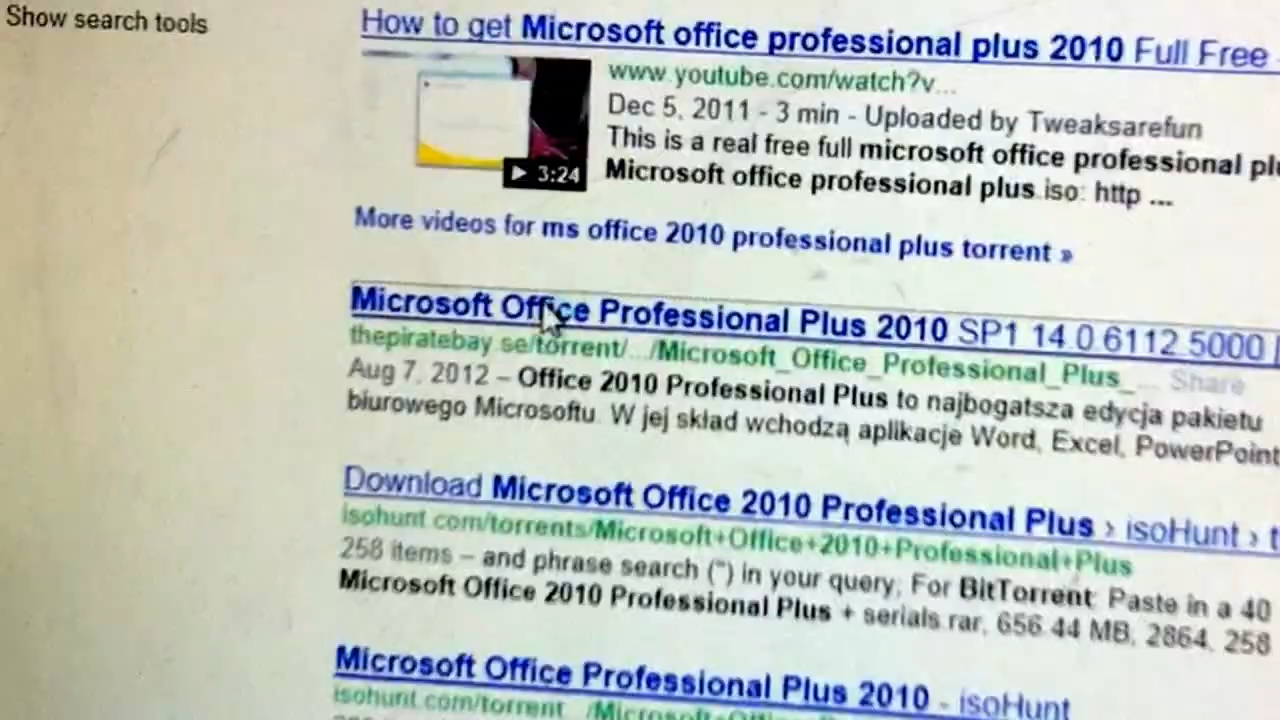 Show search tools
How to get Microsoft office professional plus 2010 Full Free
www.youtube.com/watch?v...
Dec 5, 2011 - 3 min - Uploaded by Tweaksarefun
This is a real free full microsoft office professional
3:24
Microsoft office professional plus.iso: http ...
More videos for ms office 2010 professional plus torrent »
Microsoft Office Professional Plus 2010 SP1 14.0.6112.5000
thepiratebay.se/torrent/.../Microsoft_Office_Professional_Plus_... Share
Aug 7, 2012 – Office 2010 Professional Plus to najbogatsza edycja pakietu
biurowego Microsoftu. W jej skład wchodzą aplikacje Word, Excel, PowerPoint
Download Microsoft Office 2010 Professional Plus › isoHunt ›
isohunt.com/torrents/Microsoft+Office+2010+Professional+Plus
258 items – and phrase search (") in your query; For BitTorrent: Paste in a 40
Microsoft Office 2010 Professional Plus + serials.rar, 656.44 MB, 2864, 258
Microsoft Office Professional Plus 2010 - isoHunt
isohunt.com/torrent.../Microsoft+Office